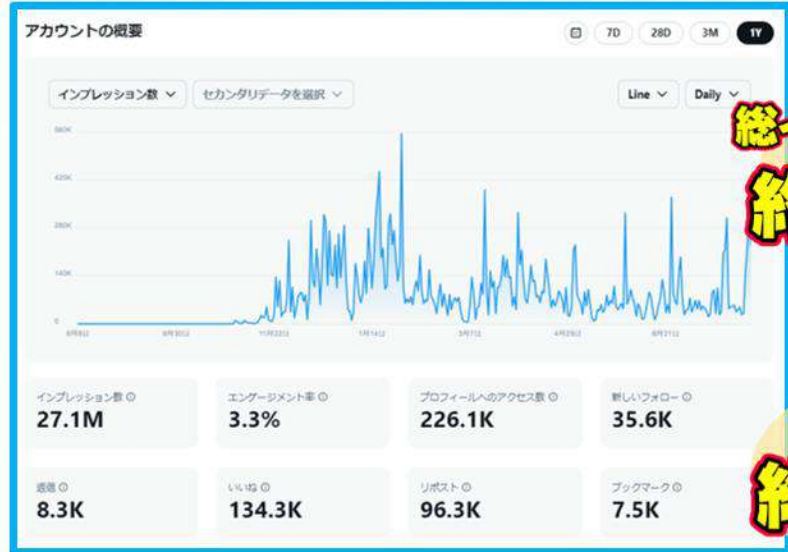 アカウントの概要
7D 28D 3M 1Y
インプレッション数 セカンダリデータを選択 Line Daily
総
420K
280K
140K
0
インプレッション数 エンゲージメント率 プロフィールへのアクセス数 新しいフォロー
27.1M 3.3% 226.1K 35.6K
返信 いいね リポスト ブックマーク
8.3K 134.3K 96.3K 7.5K